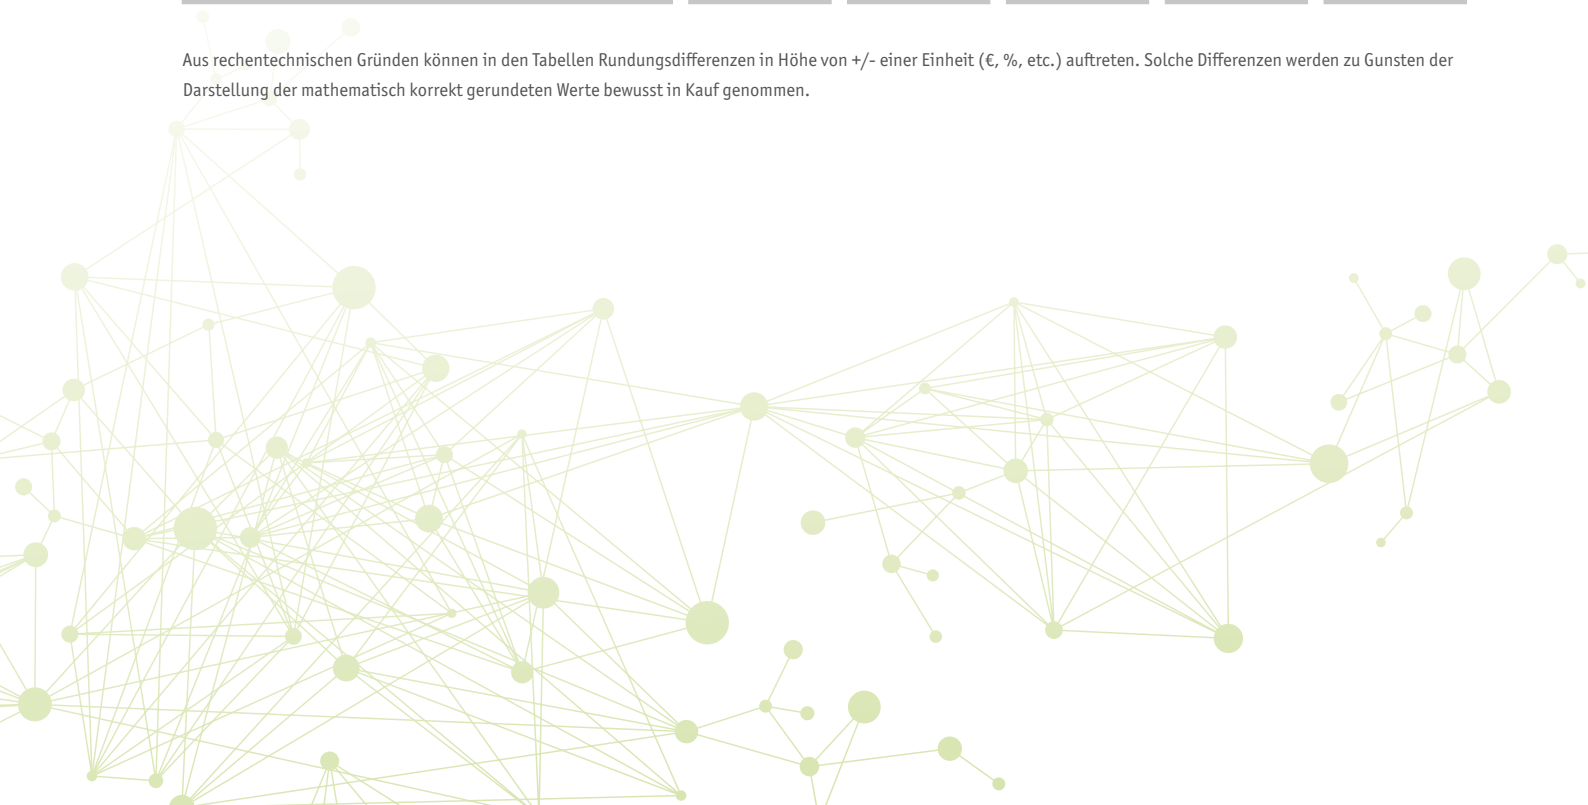 Aus rechentechnischen Gründen können in den Tabellen Rundungsdifferenzen in Höhe von +/- einer Einheit (€, %, etc.) auftreten. Solche Differenzen werden zu Gunsten der
Darstellung der mathematisch korrekt gerundeten Werte bewusst in Kauf genommen.